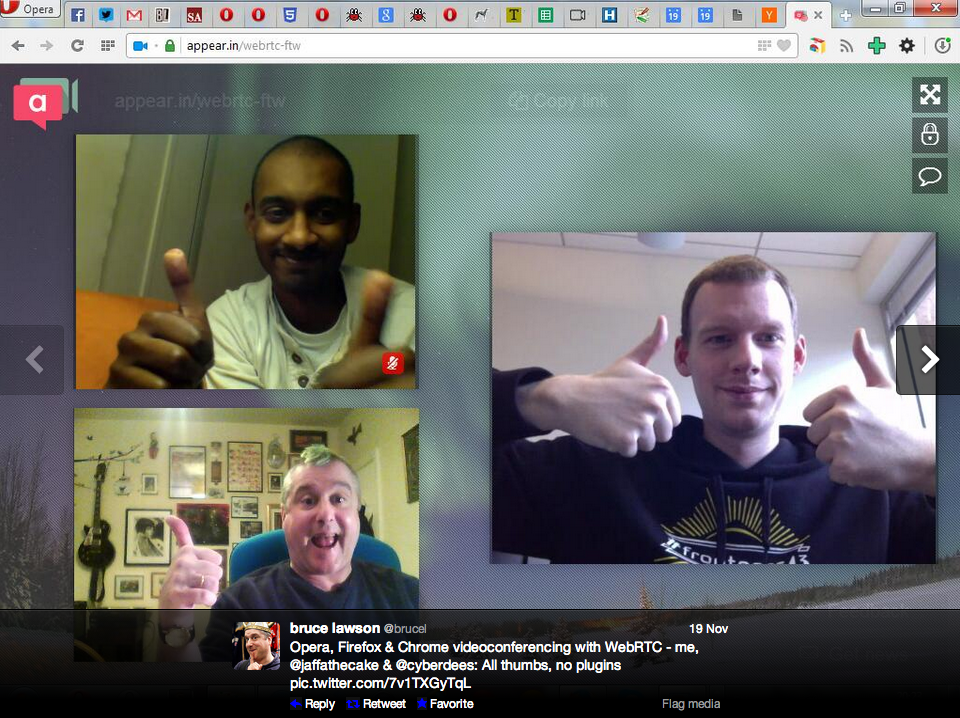 Opera
appear.in/webrtc-ftw
a
appear.in/webrtc-ftw
Copy link
bruce lawson @brucel
19 Nov
Opera, Firefox & Chrome videoconferencing with WebRTC - me,
@jaffathecake & @cyberdees: All thumbs, no plugins
pic.twitter.com/7v1TXGyTqL
Reply Retweet Favorite
Flag media